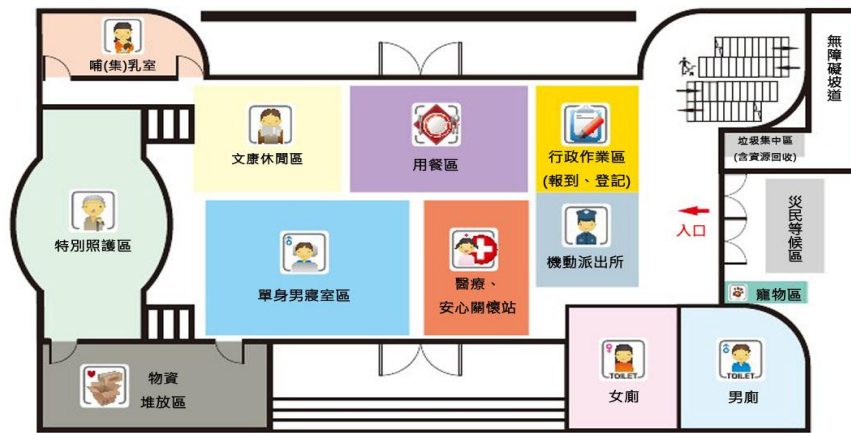 哺(集)乳室
無障礙坡道
文康休閒區
用餐區
行政作業區
(報到、登記)
垃圾集中區
(含資源回收)
特別照護區
機動派出所
入口
災民等候區
單身男寢室區
醫療、
安心關懷站
寵物區
物資
堆放區
TOILET
女廁
TOILET
男廁